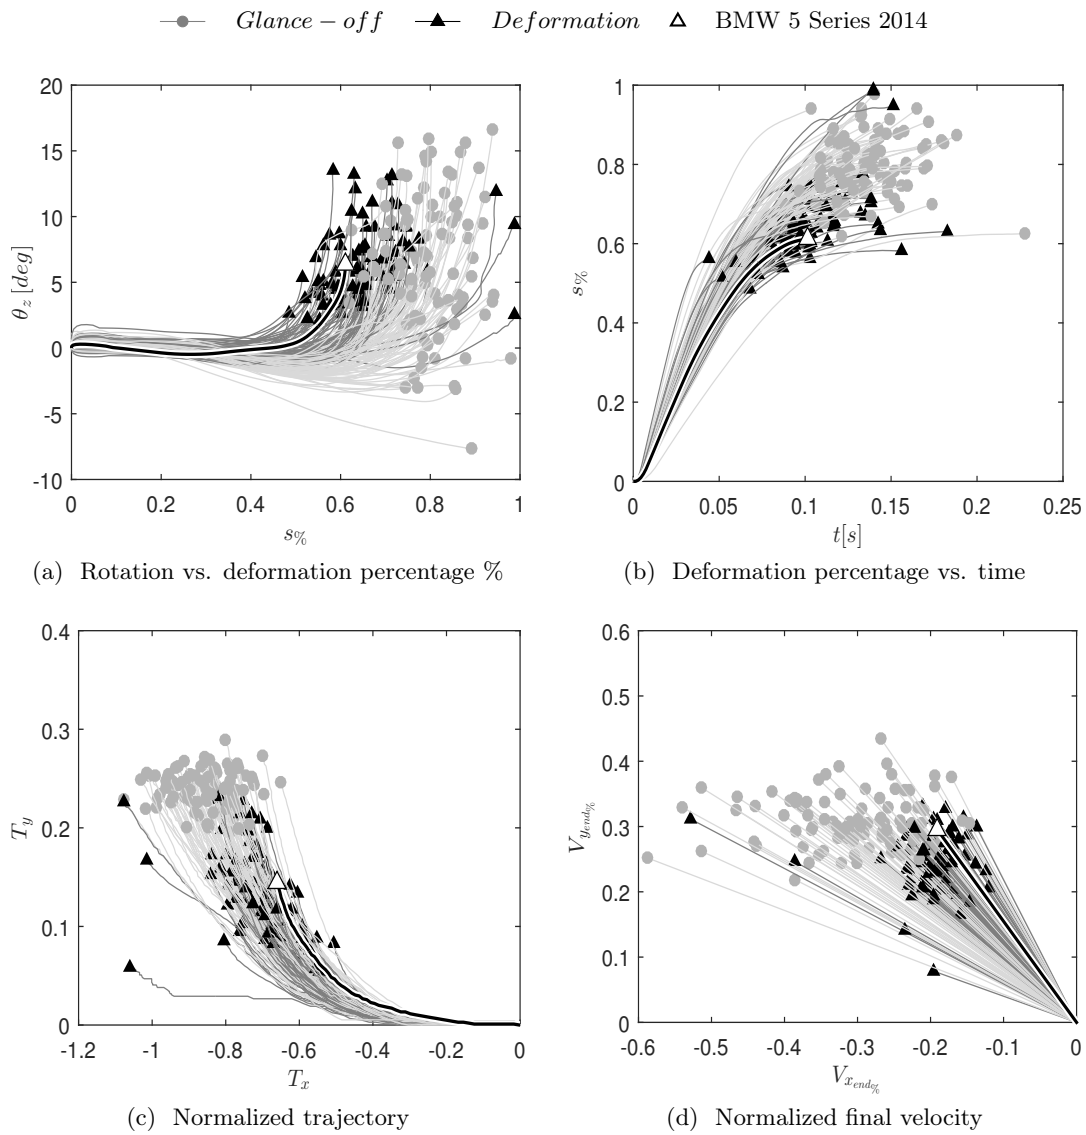 Glance − off Deformation BMW 5 Series 2014
θz [deg]
20
15
10
5
0
-5
-10
0 0.2 0.4 0.6 0.8 1
s%
(a) Rotation vs. deformation percentage %
s%
1
0.8
0.6
0.4
0.2
0
0 0.05 0.1 0.15 0.2 0.25
t[s]
(b) Deformation percentage vs. time
Ty
0.4
0.3
0.2
0.1
0
-1.2 -1 -0.8 -0.6 -0.4 -0.2 0
Tx
(c) Normalized trajectory
Vyend%
0.6
0.5
0.4
0.3
0.2
0.1
0
-0.6 -0.5 -0.4 -0.3 -0.2 -0.1 0
Vxend%
(d) Normalized final velocity